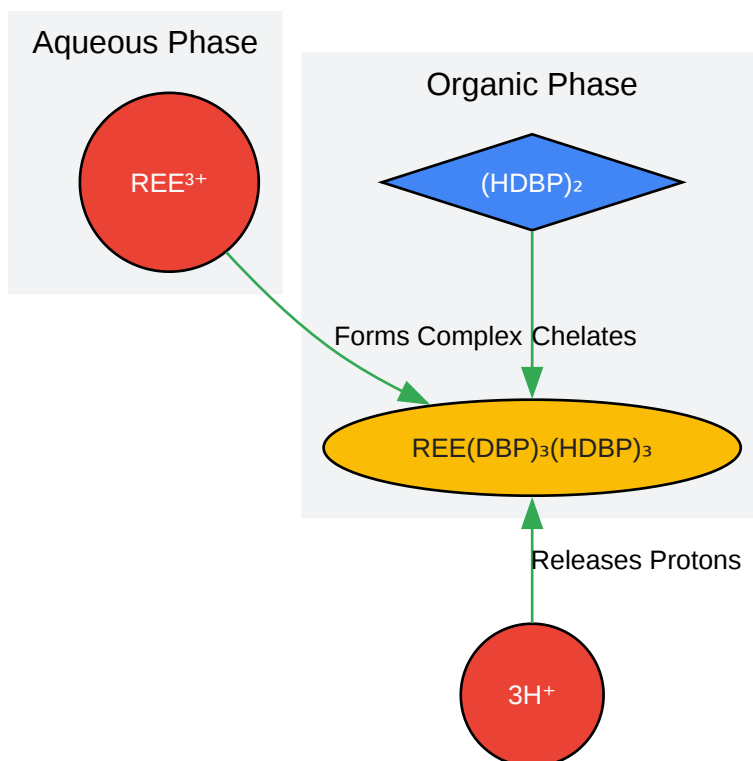 Aqueous Phase
Organic Phase
REE³⁺
(HDBP)₂
Forms Complex
Chelates
REE(DBP)₃(HDBP)₃
Releases Protons
3H⁺